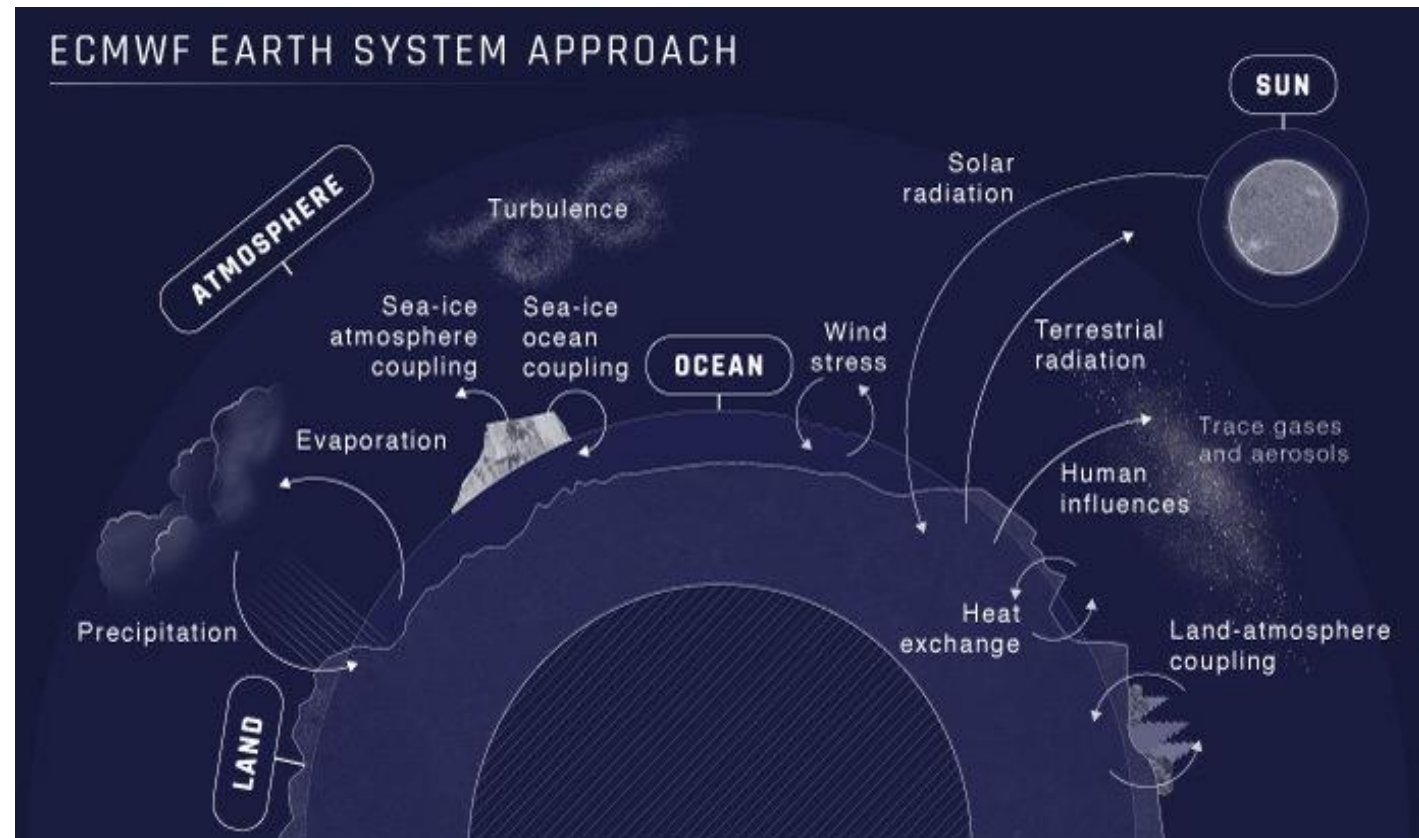 ECMWF EARTH SYSTEM APPROACH
SUN
ATMOSPHERE
Solar
radiation
Turbulence
Sea-ice
atmosphere
coupling
Sea-ice
ocean
coupling
OCEAN
Wind
stress
Terrestrial
radiation
Evaporation
Trace gases
and aerosols
Human
influences
Precipitation
Heat
exchange
Land-atmosphere
coupling
LAND